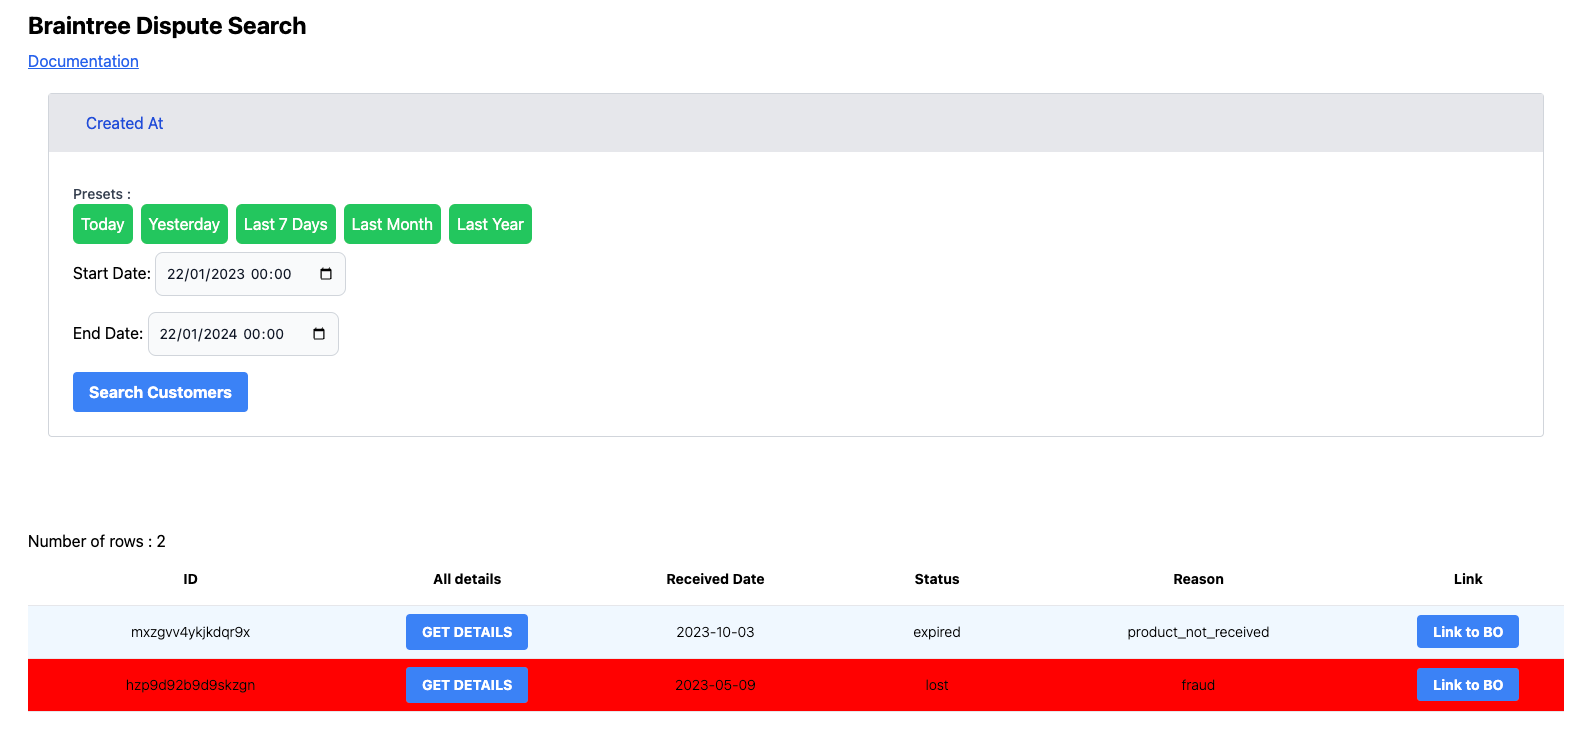 Braintree Dispute Search
Documentation
Created At
Presets :
Today Yesterday Last 7 Days Last Month Last Year
Start Date: 22/01/2023 00:00
End Date: 22/01/2024 00:00
Search Customers
Number of rows : 2
ID All details Received Date Status Reason Link
mxzgvv4ykjkdqr9x GET DETAILS 2023-10-03 expired product_not_received Link to BO
hzp9d92b9d9skzgn GET DETAILS 2023-05-09 lost fraud Link to BO